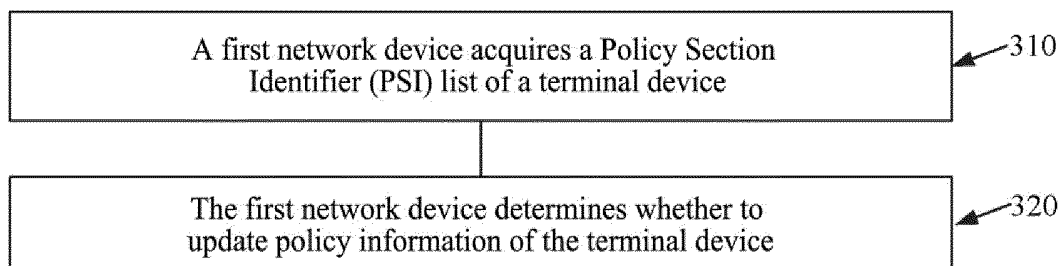 A first network device acquires a Policy Section
Identifier (PSI) list of a terminal device
310
The first network device determines whether to
update policy information of the terminal device
320